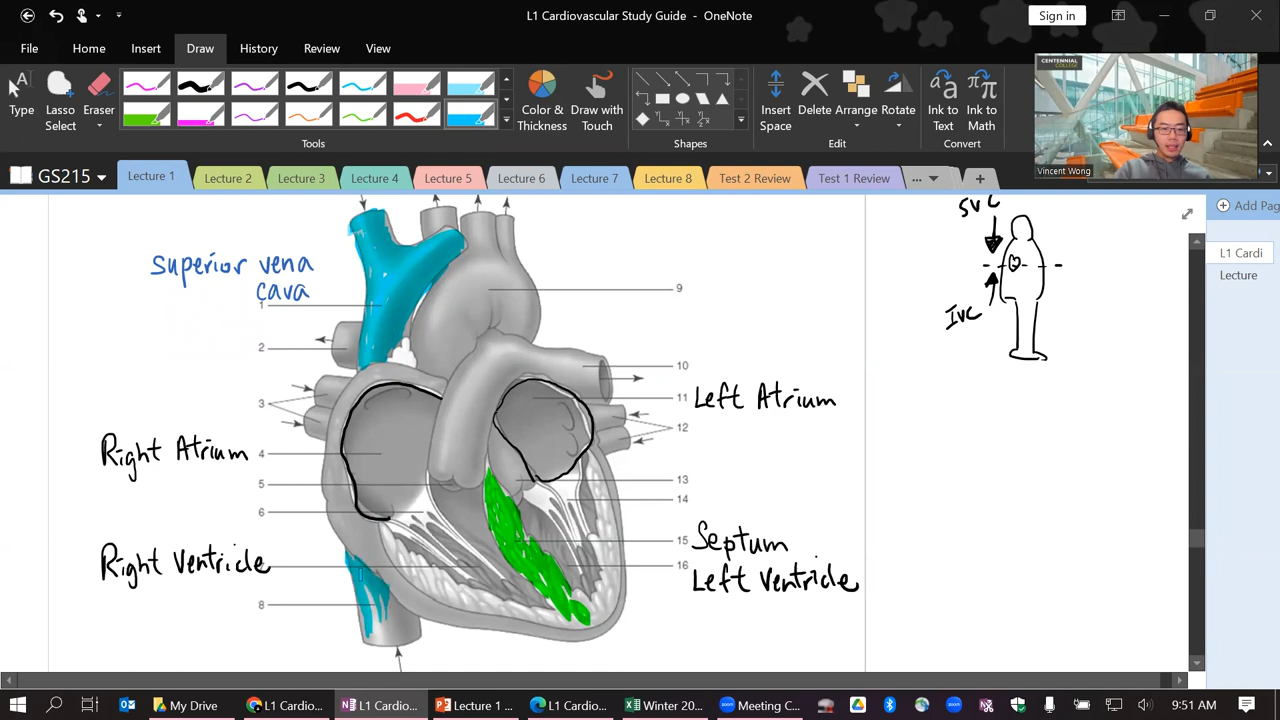 L1 Cardiovascular Study Guide - OneNote
Sign in
File Home Insert Draw History Review View
CENTENNIAL
COLLEGE
Type
Lasso
Select
Eraser
Color &
Thickness
Draw with
Touch
Insert
Space
Delete
Arrange
Rotate
Ink to
Text
Ink to
Math
Tools
Shapes
Edit
Convert
Vincent Wong
GS215
Lecture 1
Lecture 2
Lecture 3
Lecture 4
Lecture 5
Lecture 6
Lecture 7
Lecture 8
Test 2 Review
Test 1 Review
Add Pag
L1 Cardi
Lecture
SVC
IVC
Superior vena
cava
1
2
3
Right Atrium 4
5
6
Right Ventricle
8
9
10
11 Left Atrium
12
13
14
15 Septum
16 Left Ventricle
My Drive
L1 Cardio...
L1 Cardio...
Lecture 1 ...
L1 Cardio...
Winter 20...
Meeting C...
9:51 AM